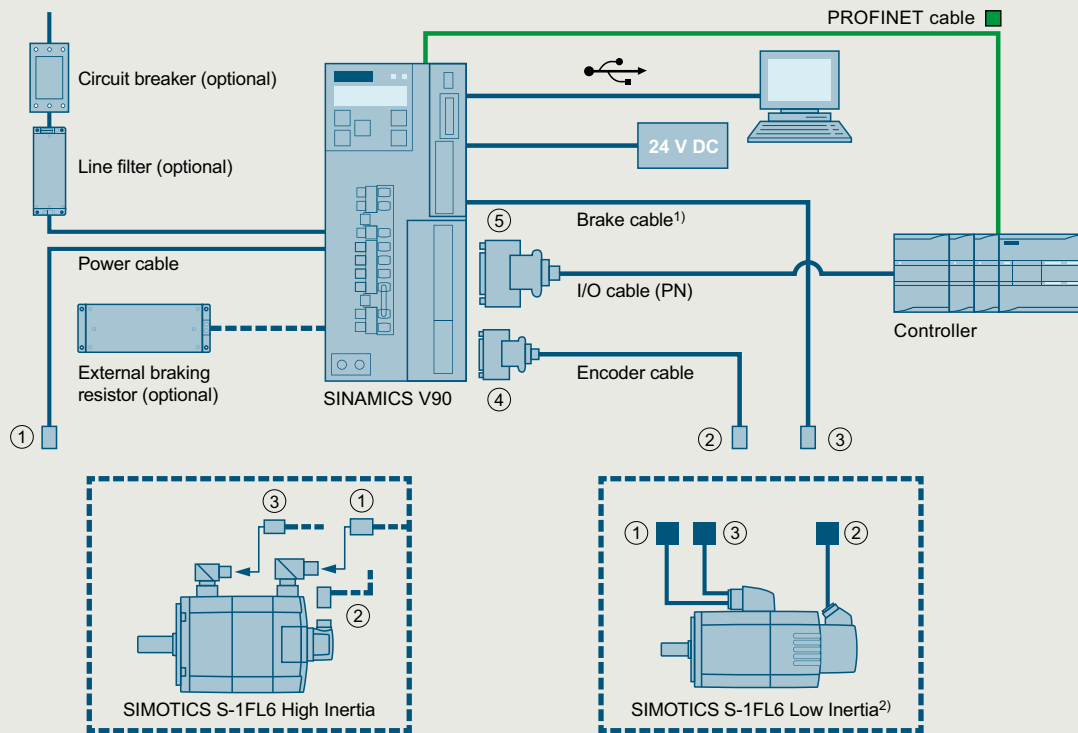 PROFINET cable
Circuit breaker (optional)
Line filter (optional)
24 V DC
⑤
Brake cable1)
Power cable
I/O cable (PN)
Controller
External braking
resistor (optional)
Encoder cable
SINAMICS V90
④
①
②
③
③
①
②
SIMOTICS S-1FL6 High Inertia
①
③
②
SIMOTICS S-1FL6 Low Inertia2)